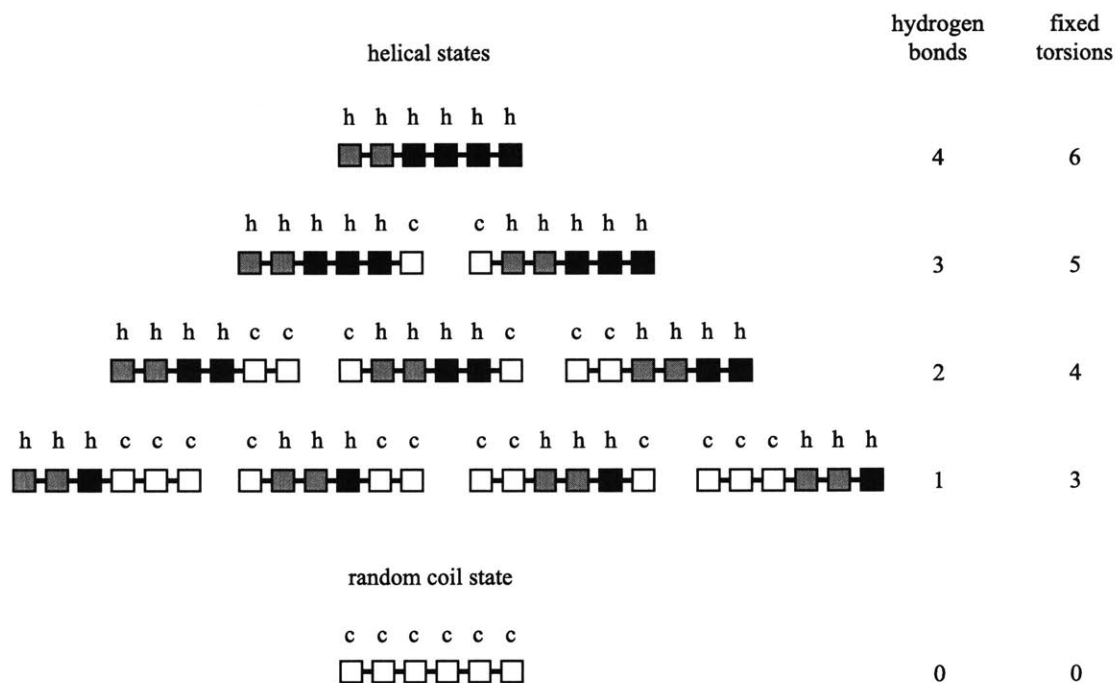 hydrogen bonds
fixed torsions
helical states
h h h h h h
4 6
h h h h h c c h h h h h
3 5
h h h h c c c h h h h c c c h h h h
2 4
h h h c c c c h h h c c c c h h h c c c c h h h
1 3
random coil state
c c c c c c
0 0